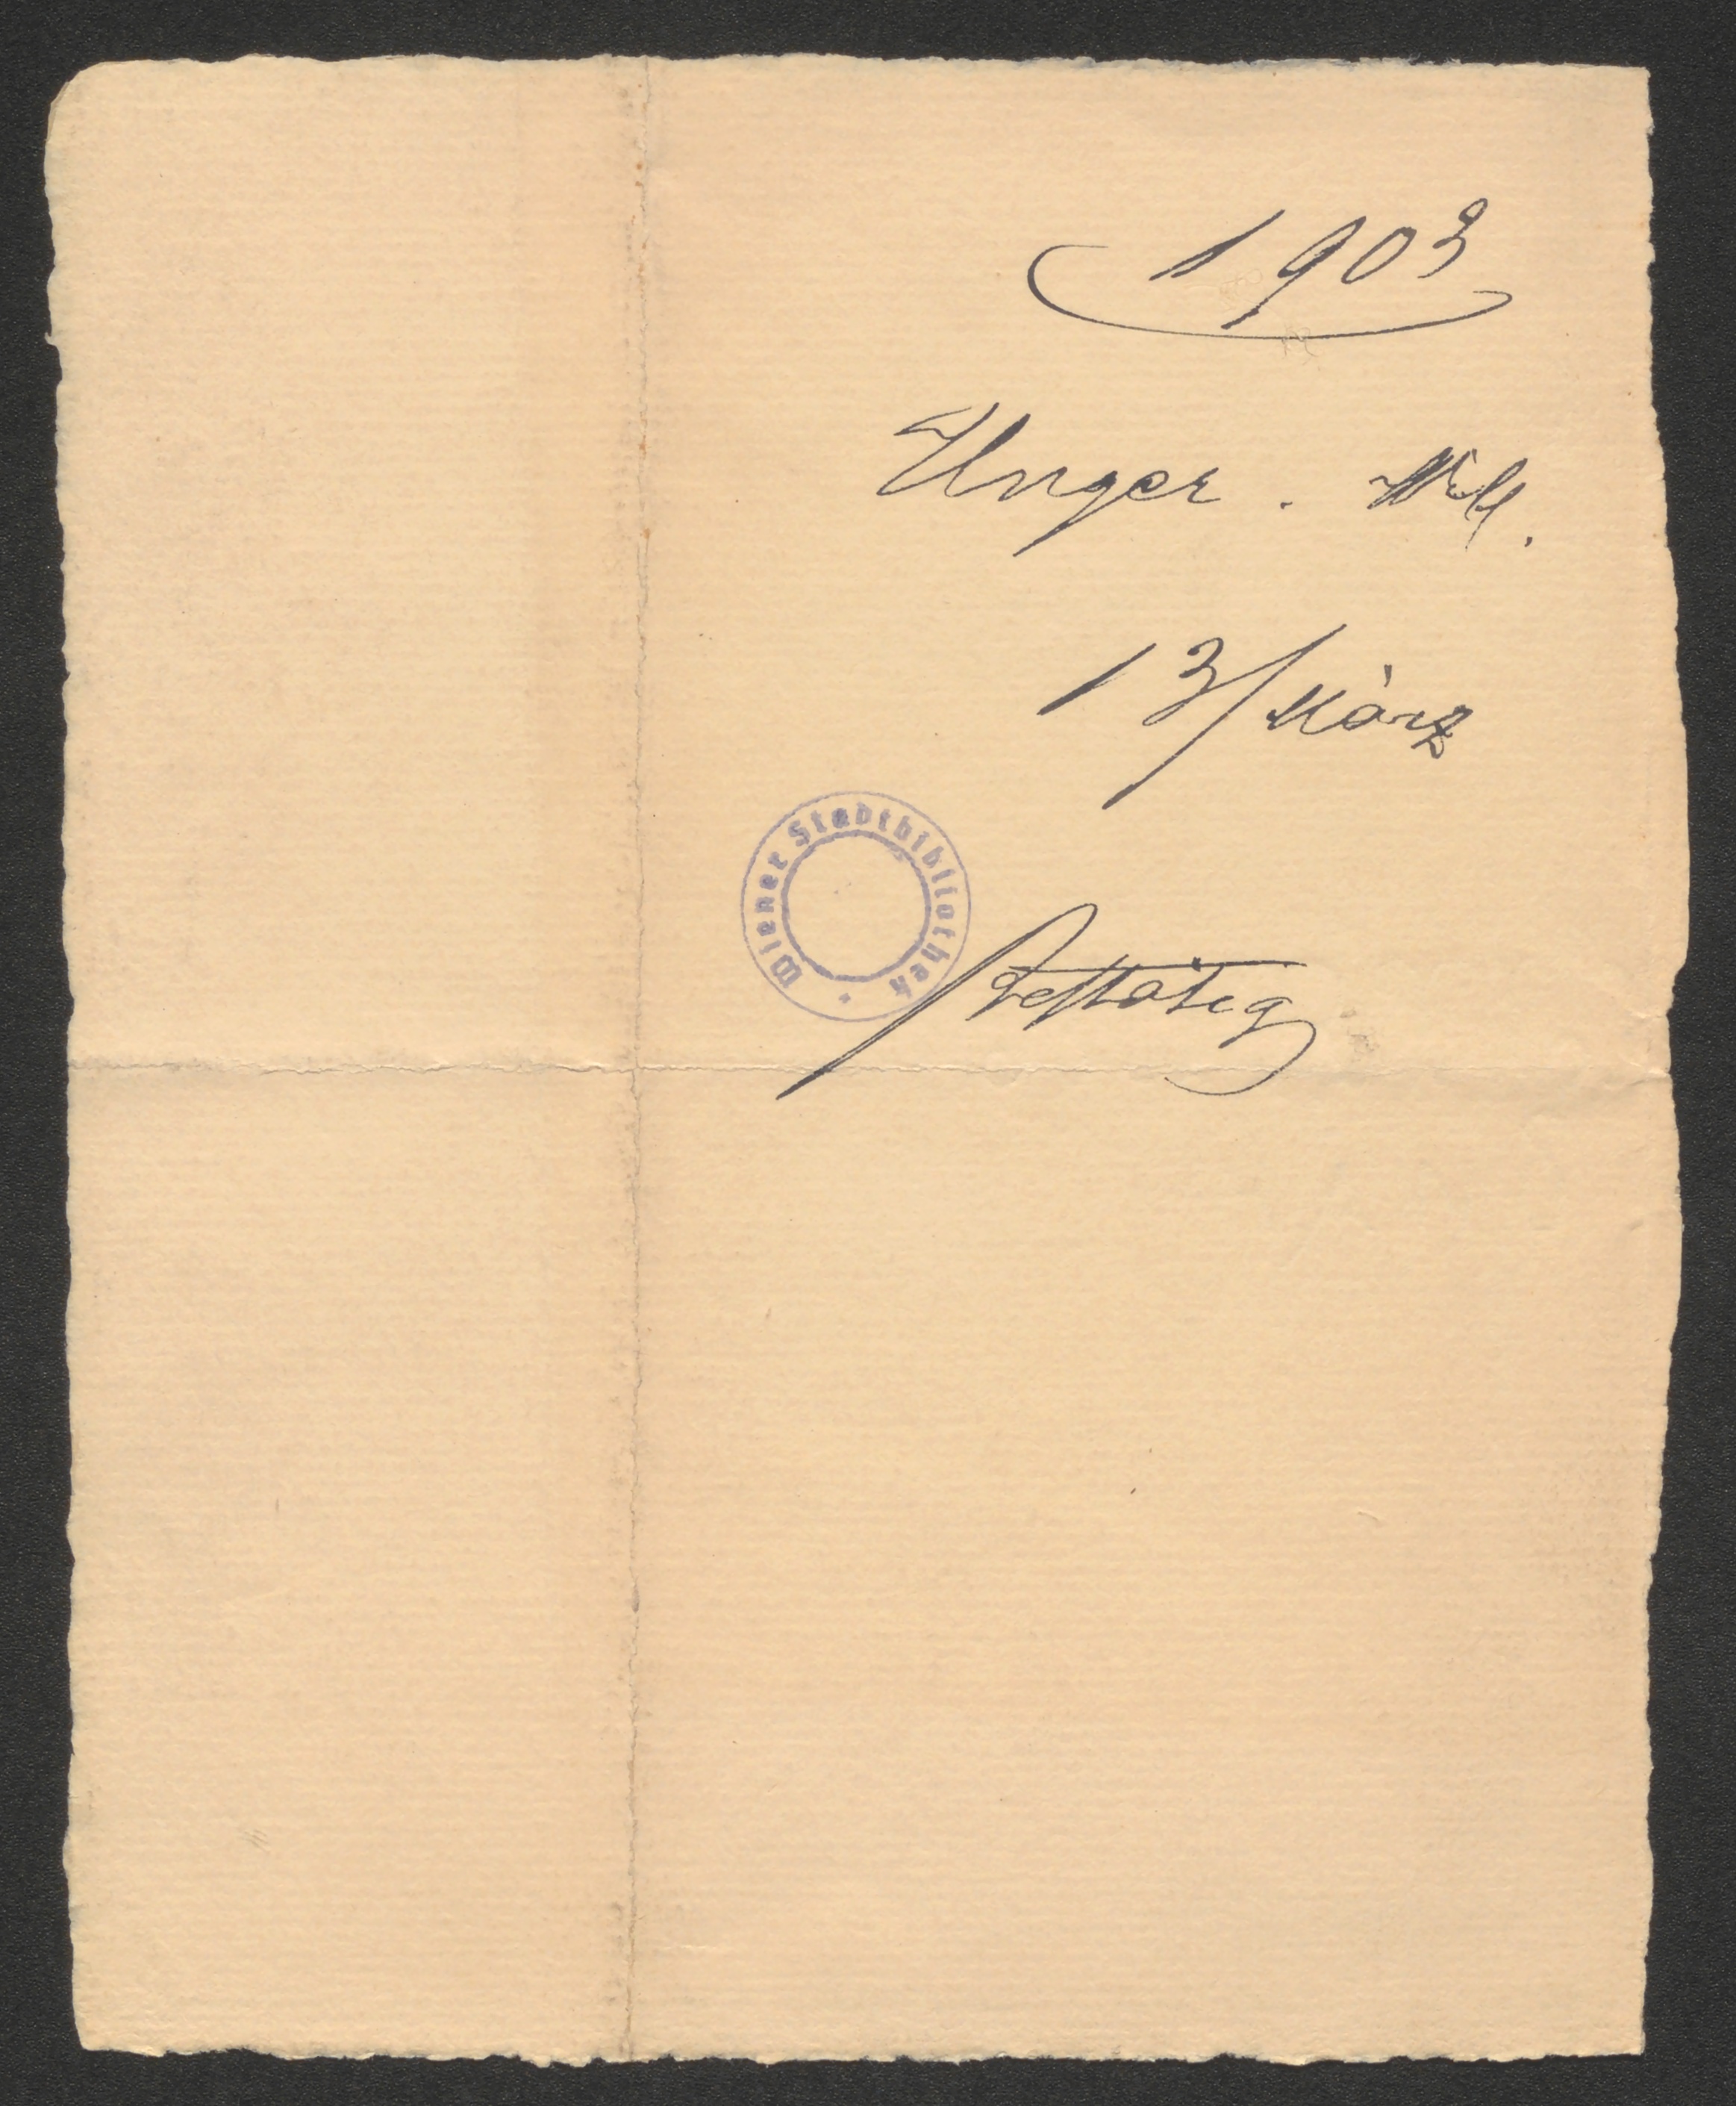 1903
Unger. Wilh.
13/März
Wiener Stadtbibliothek